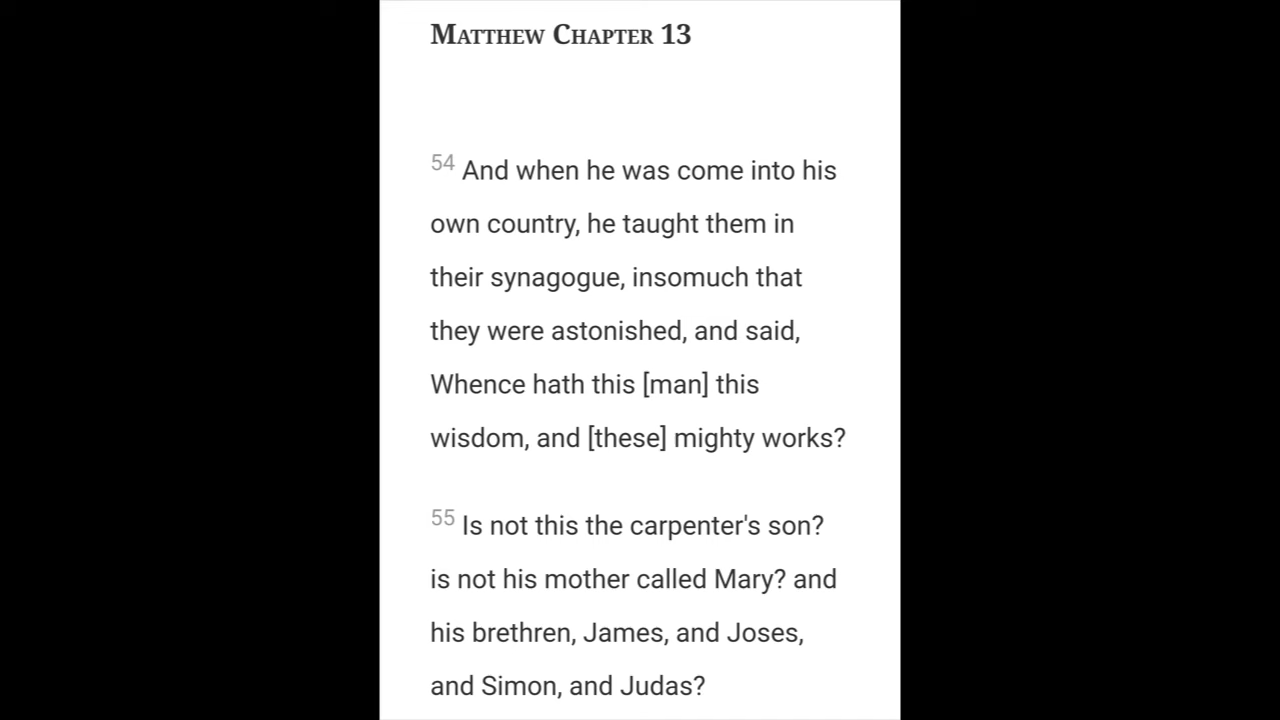 MATTHEW CHAPTER 13
54 And when he was come into his
own country, he taught them in
their synagogue, insomuch that
they were astonished, and said,
Whence hath this [man] this
wisdom, and [these] mighty works?
55 Is not this the carpenter's son?
is not his mother called Mary? and
his brethren, James, and Joses,
and Simon, and Judas?